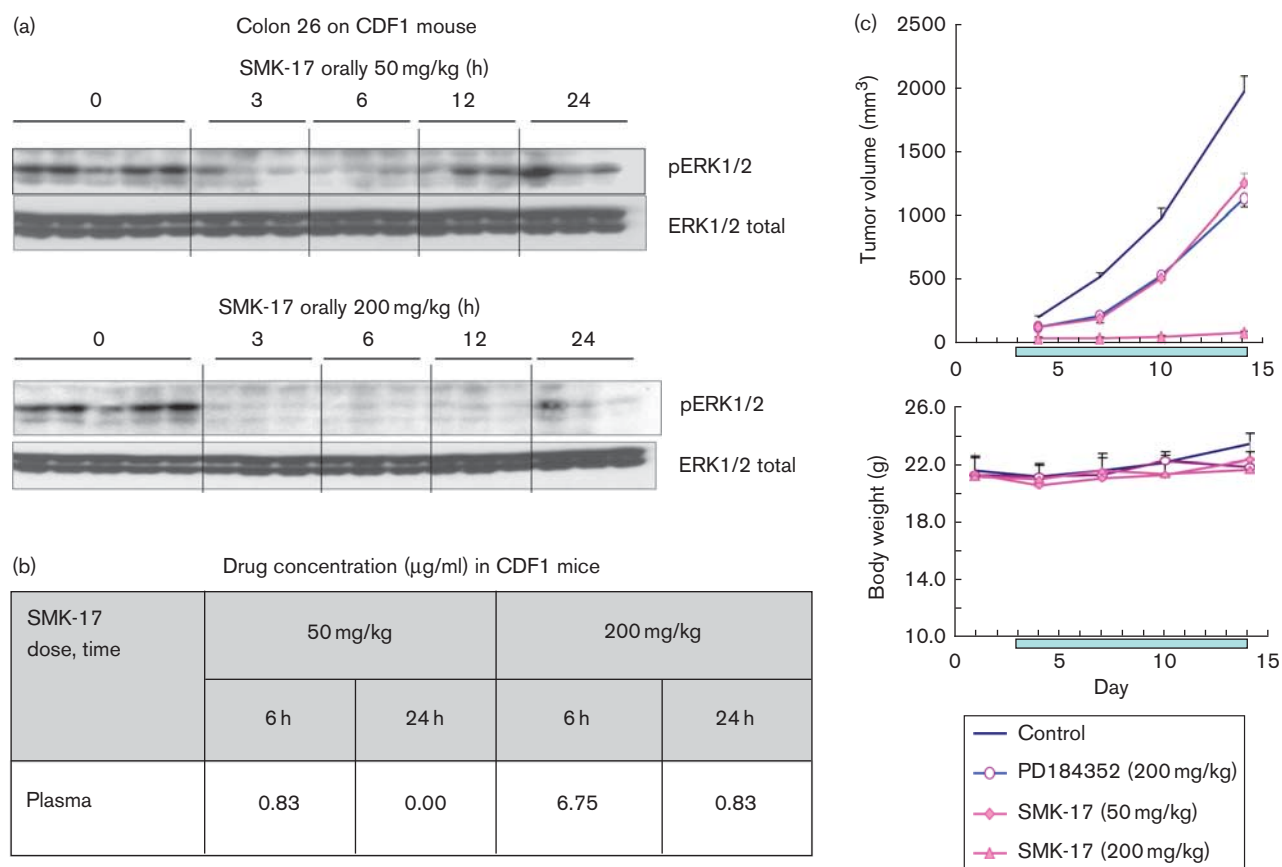 (a)
Colon 26 on CDF1 mouse
SMK-17 orally 50 mg/kg (h)
0 3 6 12 24
pERK1/2
ERK1/2 total
SMK-17 orally 200 mg/kg (h)
0 3 6 12 24
pERK1/2
ERK1/2 total
(b)
Drug concentration (μg/ml) in CDF1 mice
SMK-17
dose, time
50 mg/kg 200 mg/kg
6 h 24 h 6 h 24 h
Plasma 0.83 0.00 6.75 0.83
(c)
Tumor volume (mm³)
2500
2000
1500
1000
500
0
0 5 10 15
Body weight (g)
26.0
22.0
18.0
14.0
10.0
0 5 10 15
Day
Control
PD184352 (200 mg/kg)
SMK-17 (50 mg/kg)
SMK-17 (200 mg/kg)